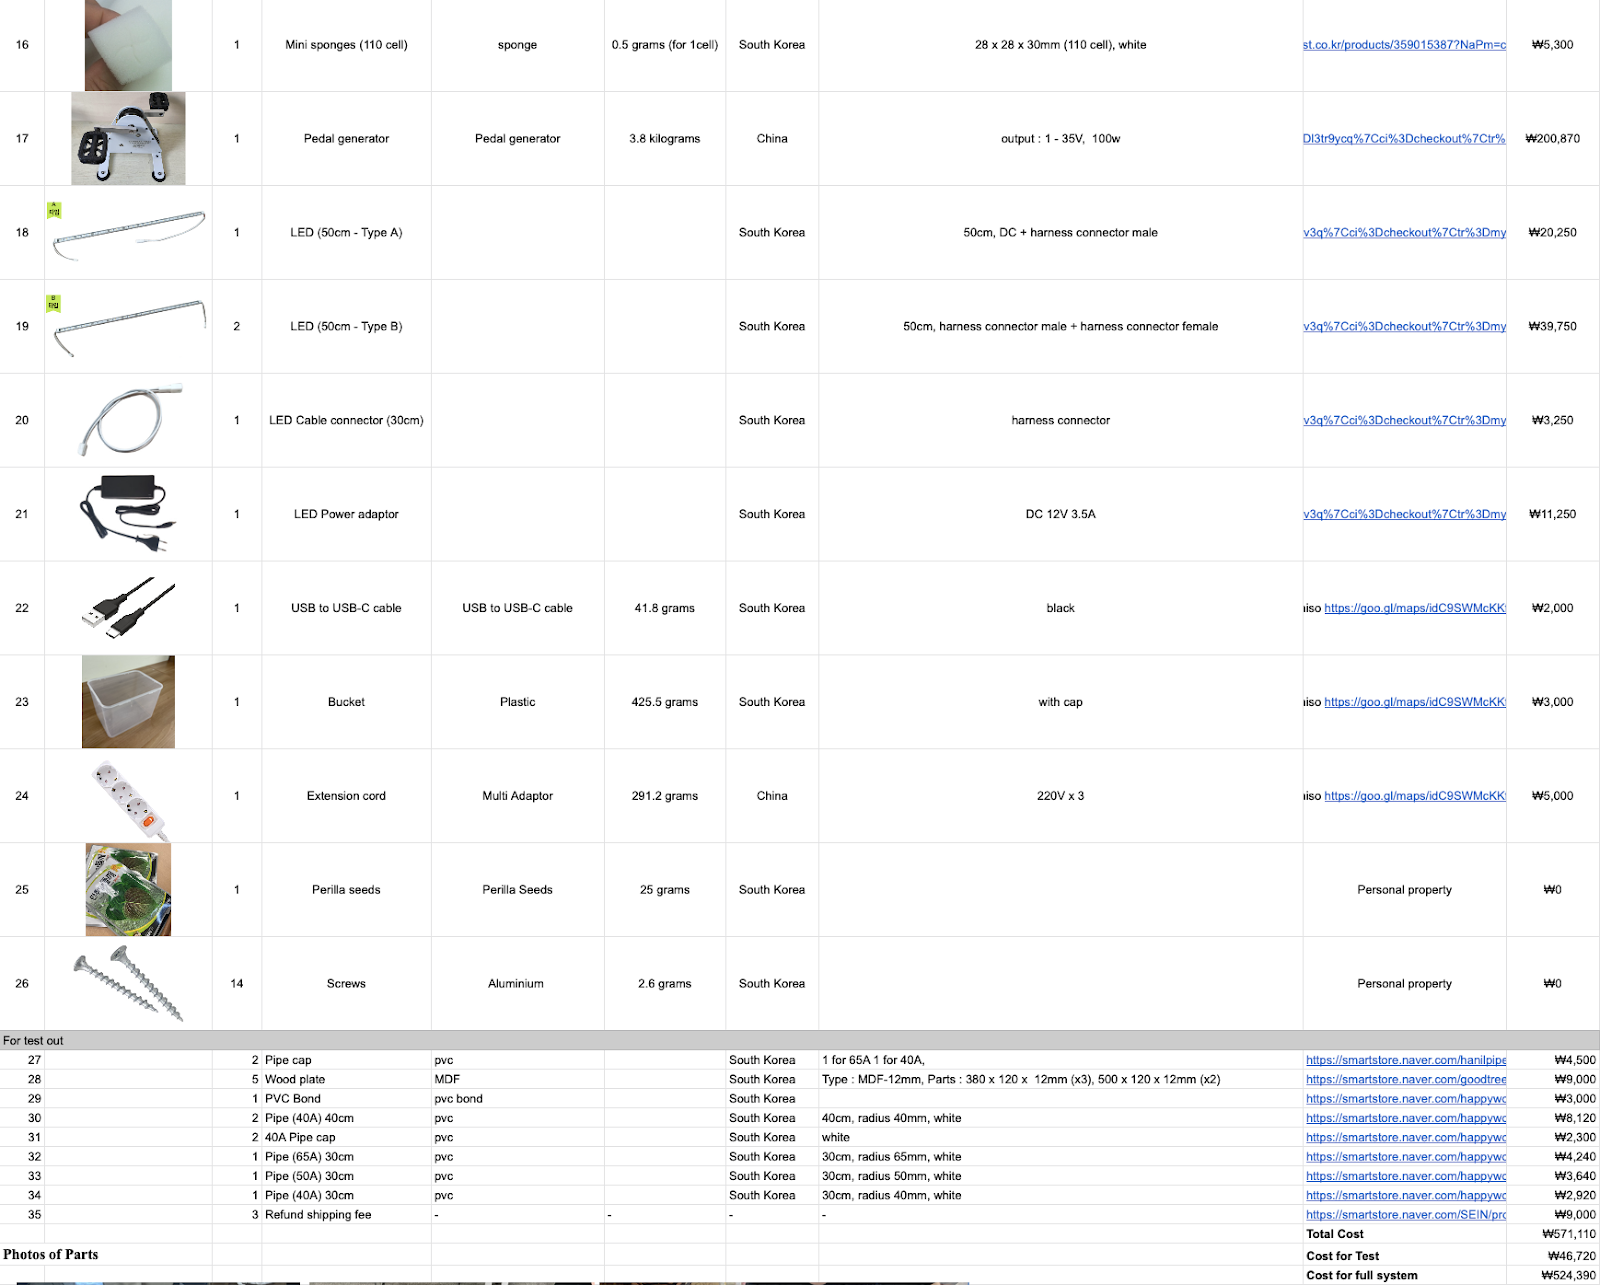 16 1 Mini sponges (110 cell) sponge 0.5 grams (for 1cell) South Korea 28 x 28 x 30mm (110 cell), white st.co.kr/products/359015387?NaPm=c ₩5,300
17 1 Pedal generator Pedal generator 3.8 kilograms China output : 1 - 35V, 100w DI3tr9ycq%7Cci%3Dcheckout%7Ctr% ₩200,870
A
타입
18 1 LED (50cm - Type A) South Korea 50cm, DC + harness connector male v3q%7Cci%3Dcheckout%7Ctr%3Dmy ₩20,250
B
타입
19 2 LED (50cm - Type B) South Korea 50cm, harness connector male + harness connector female v3q%7Cci%3Dcheckout%7Ctr%3Dmy ₩39,750
20 1 LED Cable connector (30cm) South Korea harness connector v3q%7Cci%3Dcheckout%7Ctr%3Dmy ₩3,250
21 1 LED Power adaptor South Korea DC 12V 3.5A v3q%7Cci%3Dcheckout%7Ctr%3Dmy ₩11,250
22 1 USB to USB-C cable USB to USB-C cable 41.8 grams South Korea black iso https://goo.gl/maps/idC9SWMcKK ₩2,000
23 1 Bucket Plastic 425.5 grams South Korea with cap iso https://goo.gl/maps/idC9SWMcKK ₩3,000
24 1 Extension cord Multi Adaptor 291.2 grams China 220V x 3 iso https://goo.gl/maps/idC9SWMcKK ₩5,000
25 1 Perilla seeds Perilla Seeds 25 grams South Korea Personal property ₩0
26 14 Screws Aluminium 2.6 grams South Korea Personal property ₩0
For test out
27 2 Pipe cap pvc South Korea 1 for 65A 1 for 40A, https://smartstore.naver.com/hanilpipe ₩4,500
28 5 Wood plate MDF South Korea Type : MDF-12mm, Parts : 380 x 120 x 12mm (x3), 500 x 120 x 12mm (x2) https://smartstore.naver.com/goodtree ₩9,000
29 1 PVC Bond pvc bond South Korea https://smartstore.naver.com/happywo ₩3,000
30 2 Pipe (40A) 40cm pvc South Korea 40cm, radius 40mm, white https://smartstore.naver.com/happywo ₩8,120
31 2 40A Pipe cap pvc South Korea white https://smartstore.naver.com/happywo ₩2,300
32 1 Pipe (65A) 30cm pvc South Korea 30cm, radius 65mm, white https://smartstore.naver.com/happywo ₩4,240
33 1 Pipe (50A) 30cm pvc South Korea 30cm, radius 50mm, white https://smartstore.naver.com/happywo ₩3,640
34 1 Pipe (40A) 30cm pvc South Korea 30cm, radius 40mm, white https://smartstore.naver.com/happywo ₩2,920
35 3 Refund shipping fee - - - - https://smartstore.naver.com/SEIN/pro ₩9,000
Total Cost ₩571,110
Photos of Parts Cost for Test ₩46,720
Cost for full system ₩524,390